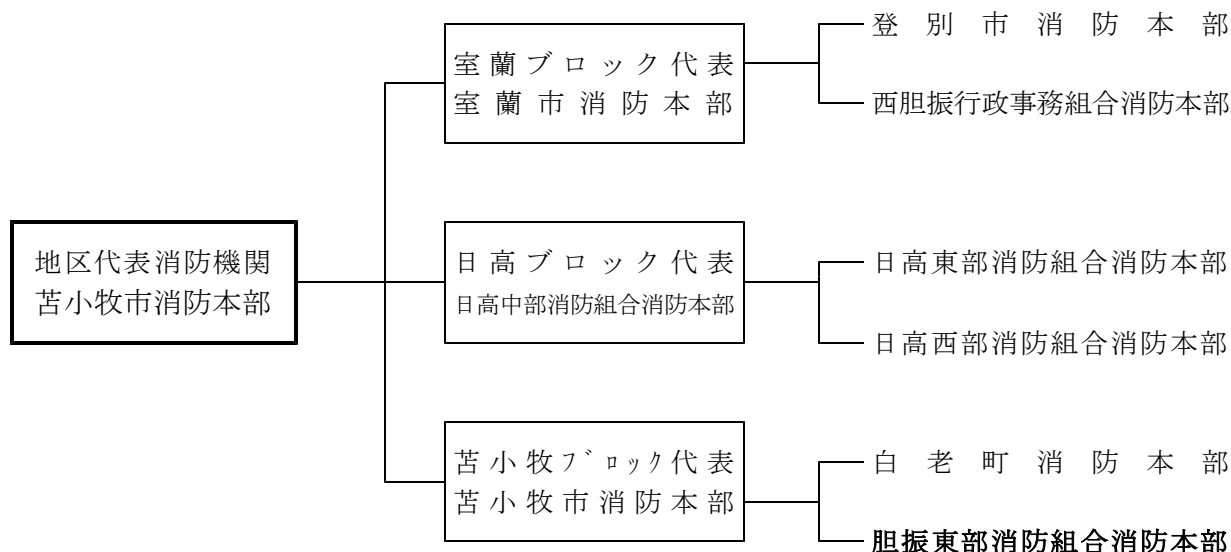 登別市消防本部
室蘭ブロック代表
室蘭市消防本部
西胆振行政事務組合消防本部
地区代表消防機関
苫小牧市消防本部
日高ブロック代表
日高中部消防組合消防本部
日高東部消防組合消防本部
日高西部消防組合消防本部
苫小牧ﾌﾞﾛｯｸ代表
苫小牧市消防本部
白老町消防本部
胆振東部消防組合消防本部